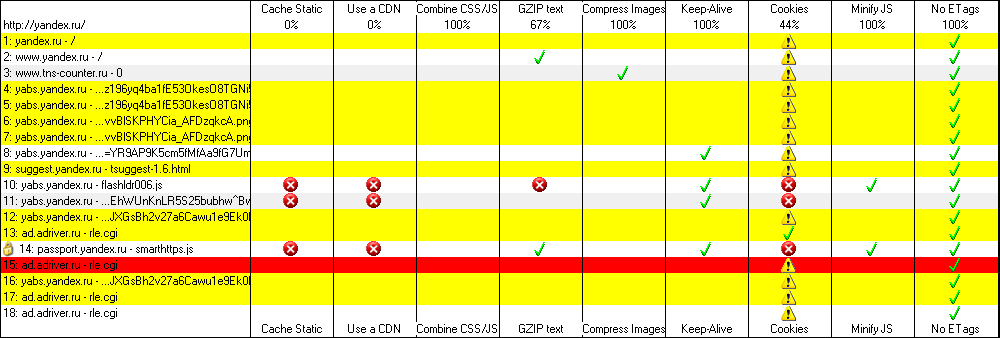 Cache Static Use a CDN Combine CSS/JS GZIP text Compress Images Keep-Alive Cookies Minify JS No ETags
http://yandex.ru/ 0% 0% 100% 67% 100% 100% 44% 100% 100%
1: yandex.ru - /
2: www.yandex.ru - /
3: www.tns-counter.ru - 0
4: yabs.yandex.ru - ...z196yq4ba1fE53OkesO8TGNi5
5: yabs.yandex.ru - ...z196yq4ba1fE53OkesO8TGNi5
6: yabs.yandex.ru - ...vvBISKPHYCia_AFDzqkcA.png
7: yabs.yandex.ru - ...vvBISKPHYCia_AFDzqkcA.png
8: yabs.yandex.ru - ...=YR9AP9K5cm5fMfAa9fG7Um
9: suggest.yandex.ru - tsuggest-1.6.html
10: yabs.yandex.ru - flashldr006.js
11: yabs.yandex.ru - ...EhWUnKnLR5S25bubhw^Bw
12: yabs.yandex.ru - ...JXGsBh2v27a6Cawu1e9Ek0I
13: ad.adriver.ru - rle.cgi
14: passport.yandex.ru - smarthttps.js
15: ad.adriver.ru - rle.cgi
16: yabs.yandex.ru - ...JXGsBh2v27a6Cawu1e9Ek0I
17: ad.adriver.ru - rle.cgi
18: ad.adriver.ru - rle.cgi
Cache Static Use a CDN Combine CSS/JS GZIP text Compress Images Keep-Alive Cookies Minify JS No ETags